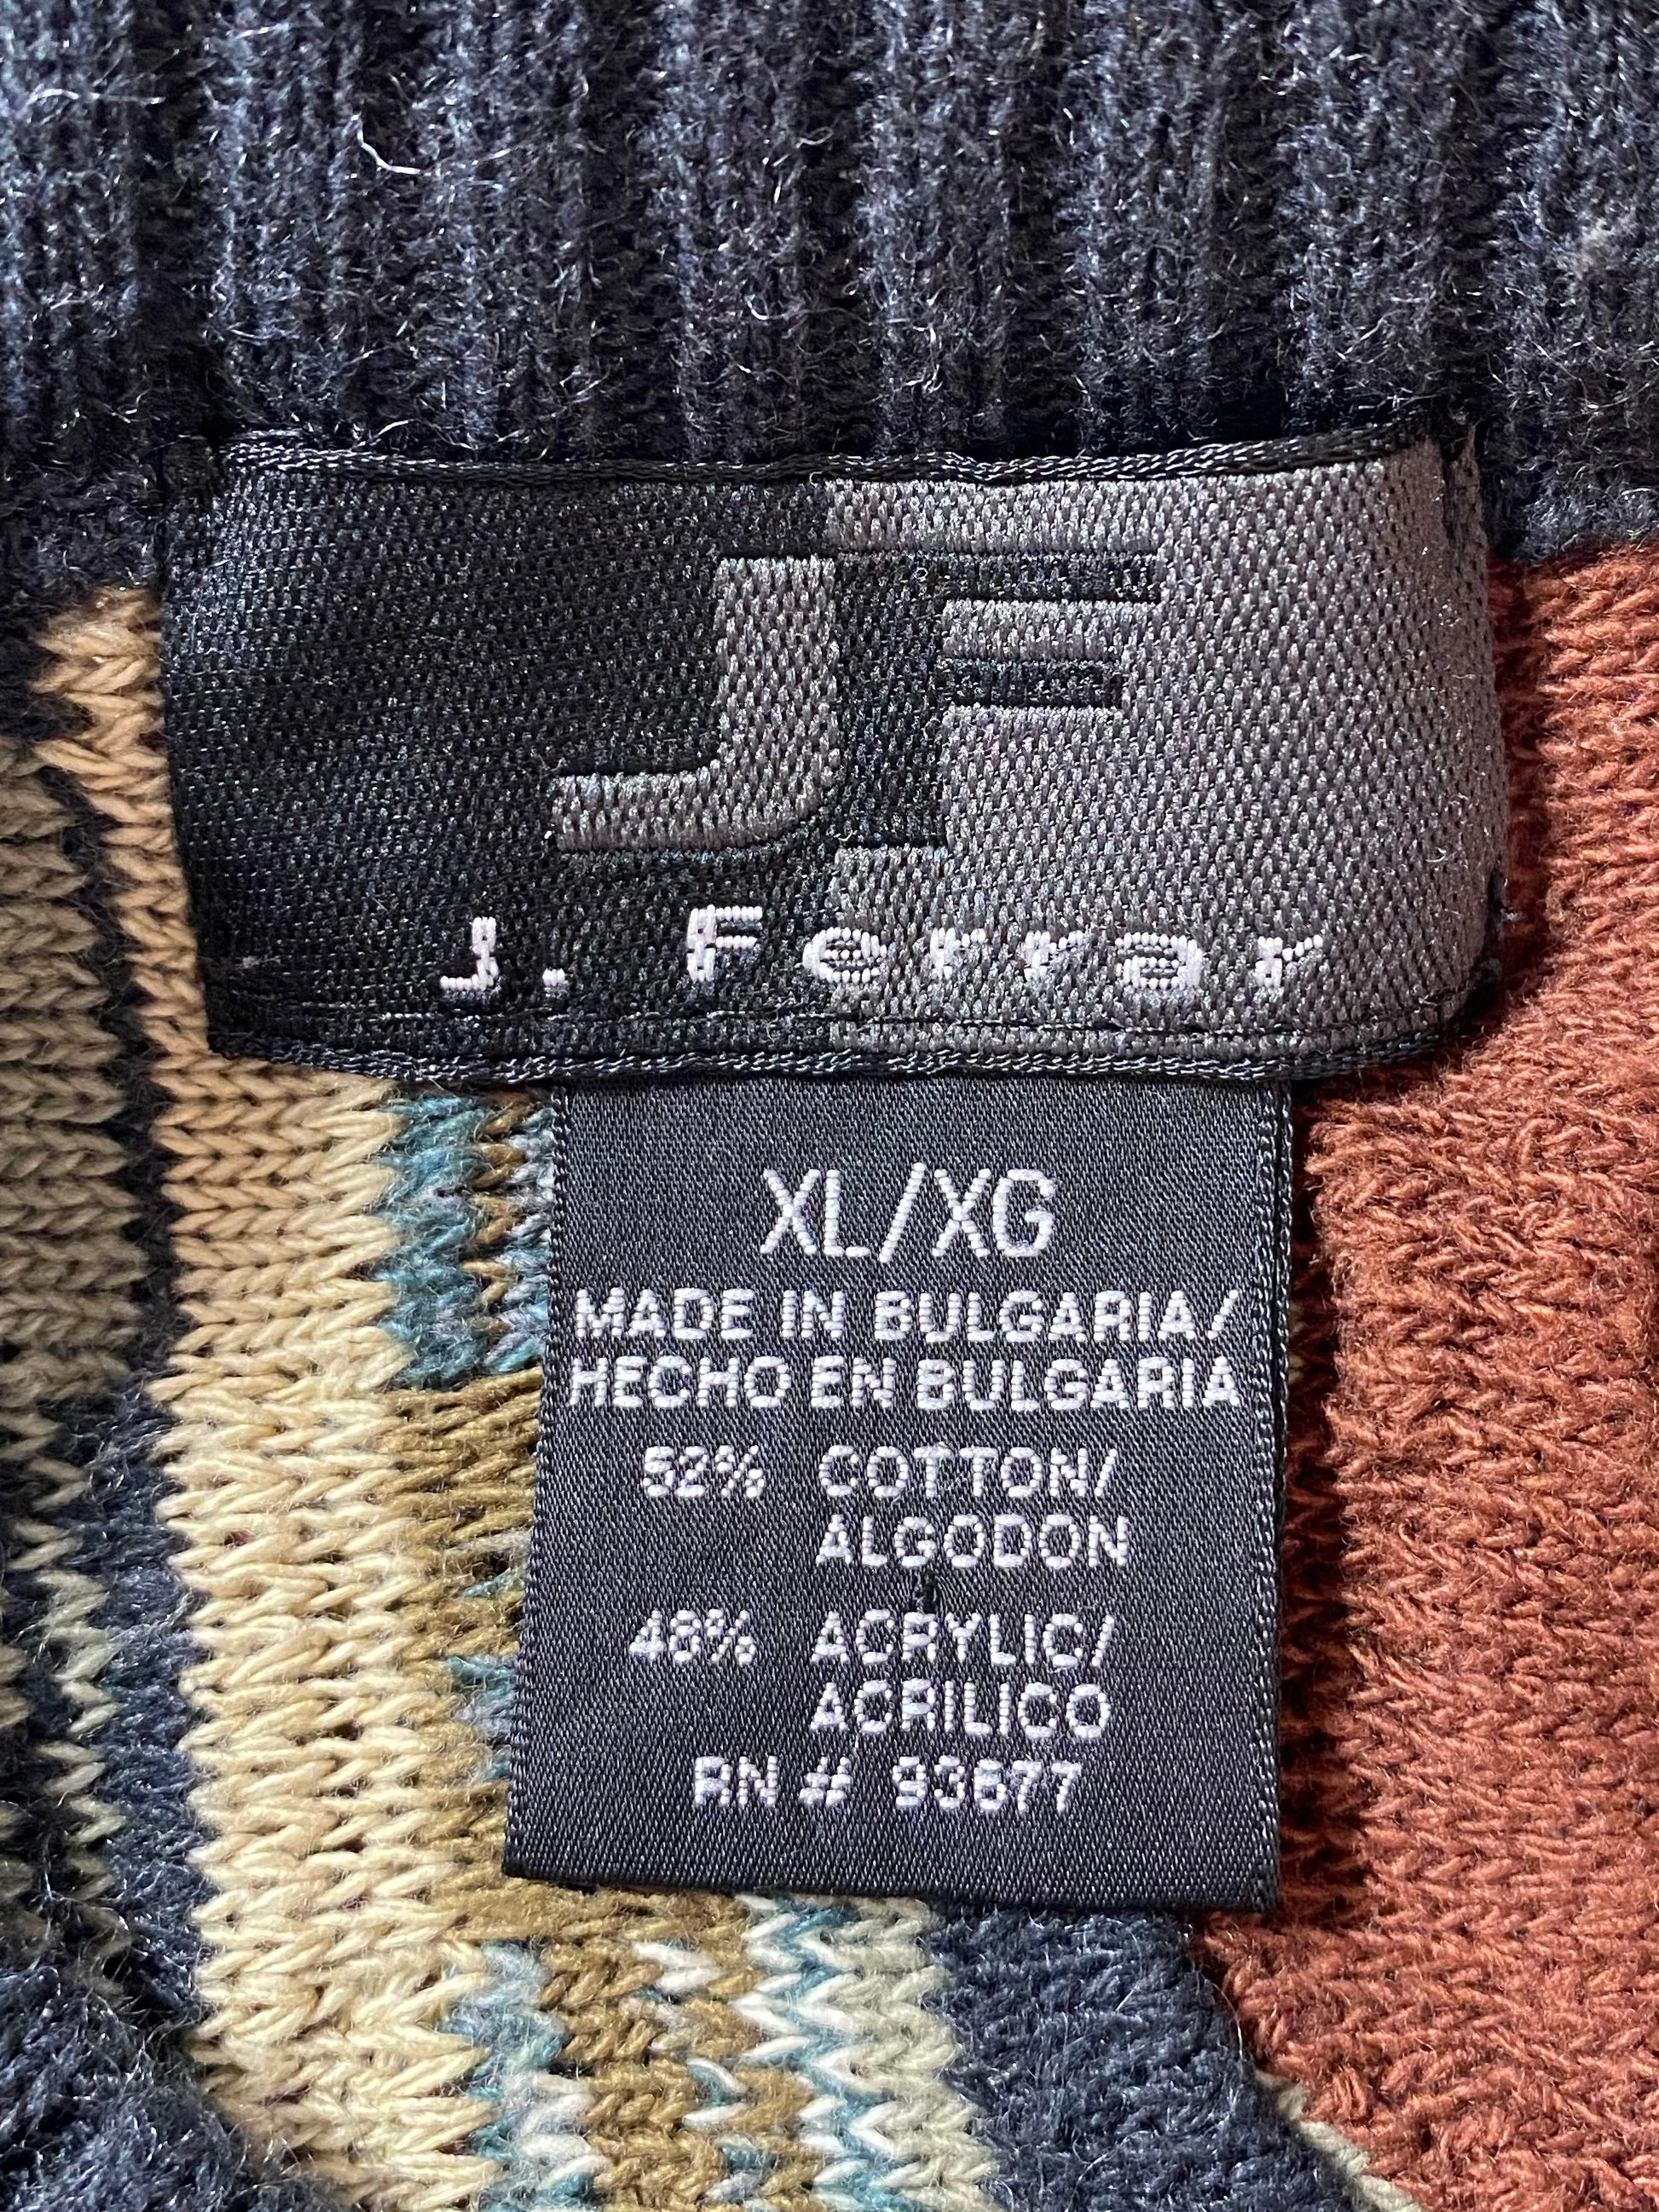 JF
J. Ferrar
XL/XG
MADE IN BULGARIA/
HECHO EN BULGARIA
52% COTTON/
ALGODON
48% ACRYLIC/
ACRILICO
RN # 93677